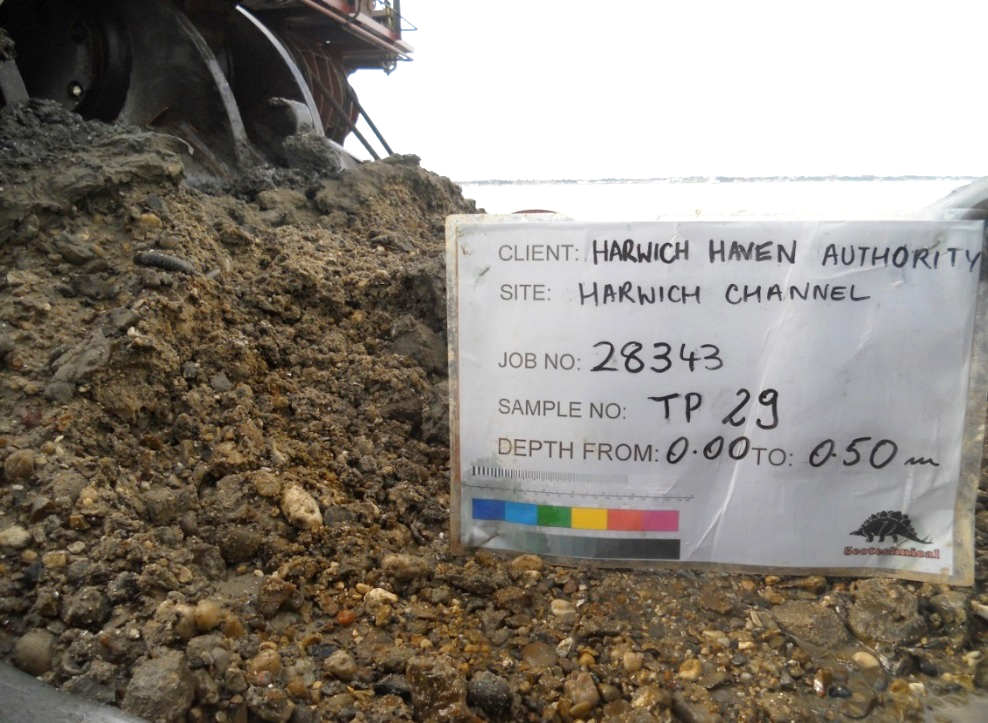 CLIENT: HARWICH HAVEN AUTHORITY
SITE: HARWICH CHANNEL
JOB NO: 28343
SAMPLE NO: TP 29
DEPTH FROM: 0.00 TO: 0.50 m
Geotechnical